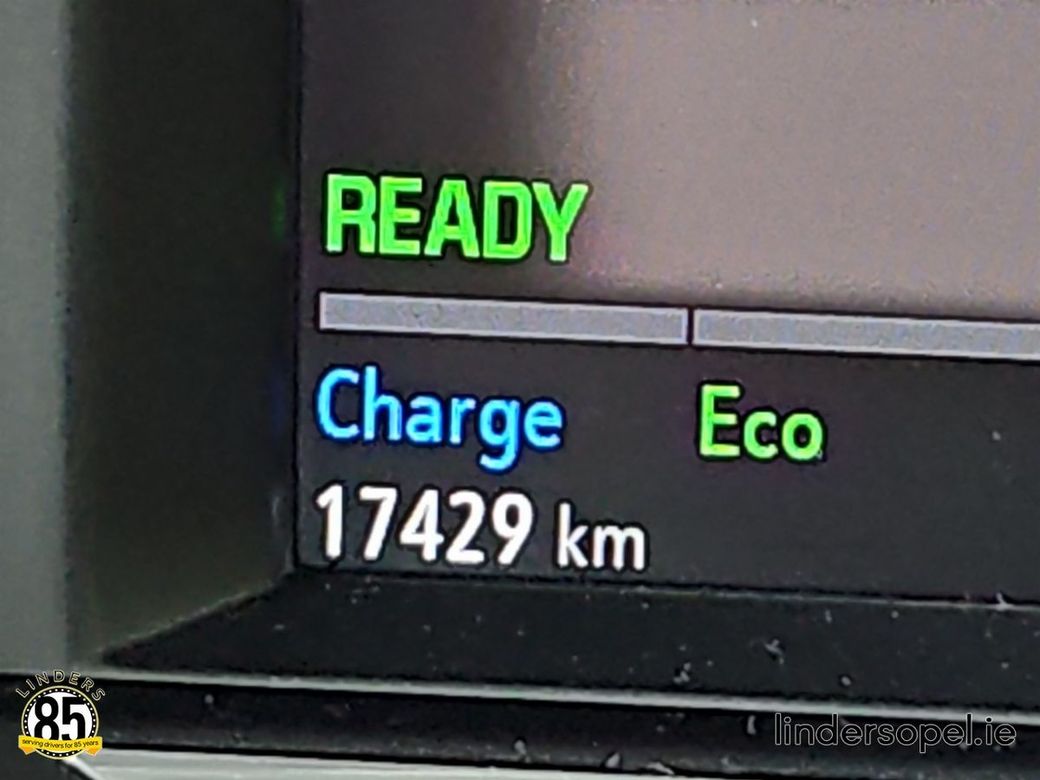 READY
Charge Eco
17429 km
LINDERS
85
serving drivers for 85 years
lindersopel.ie